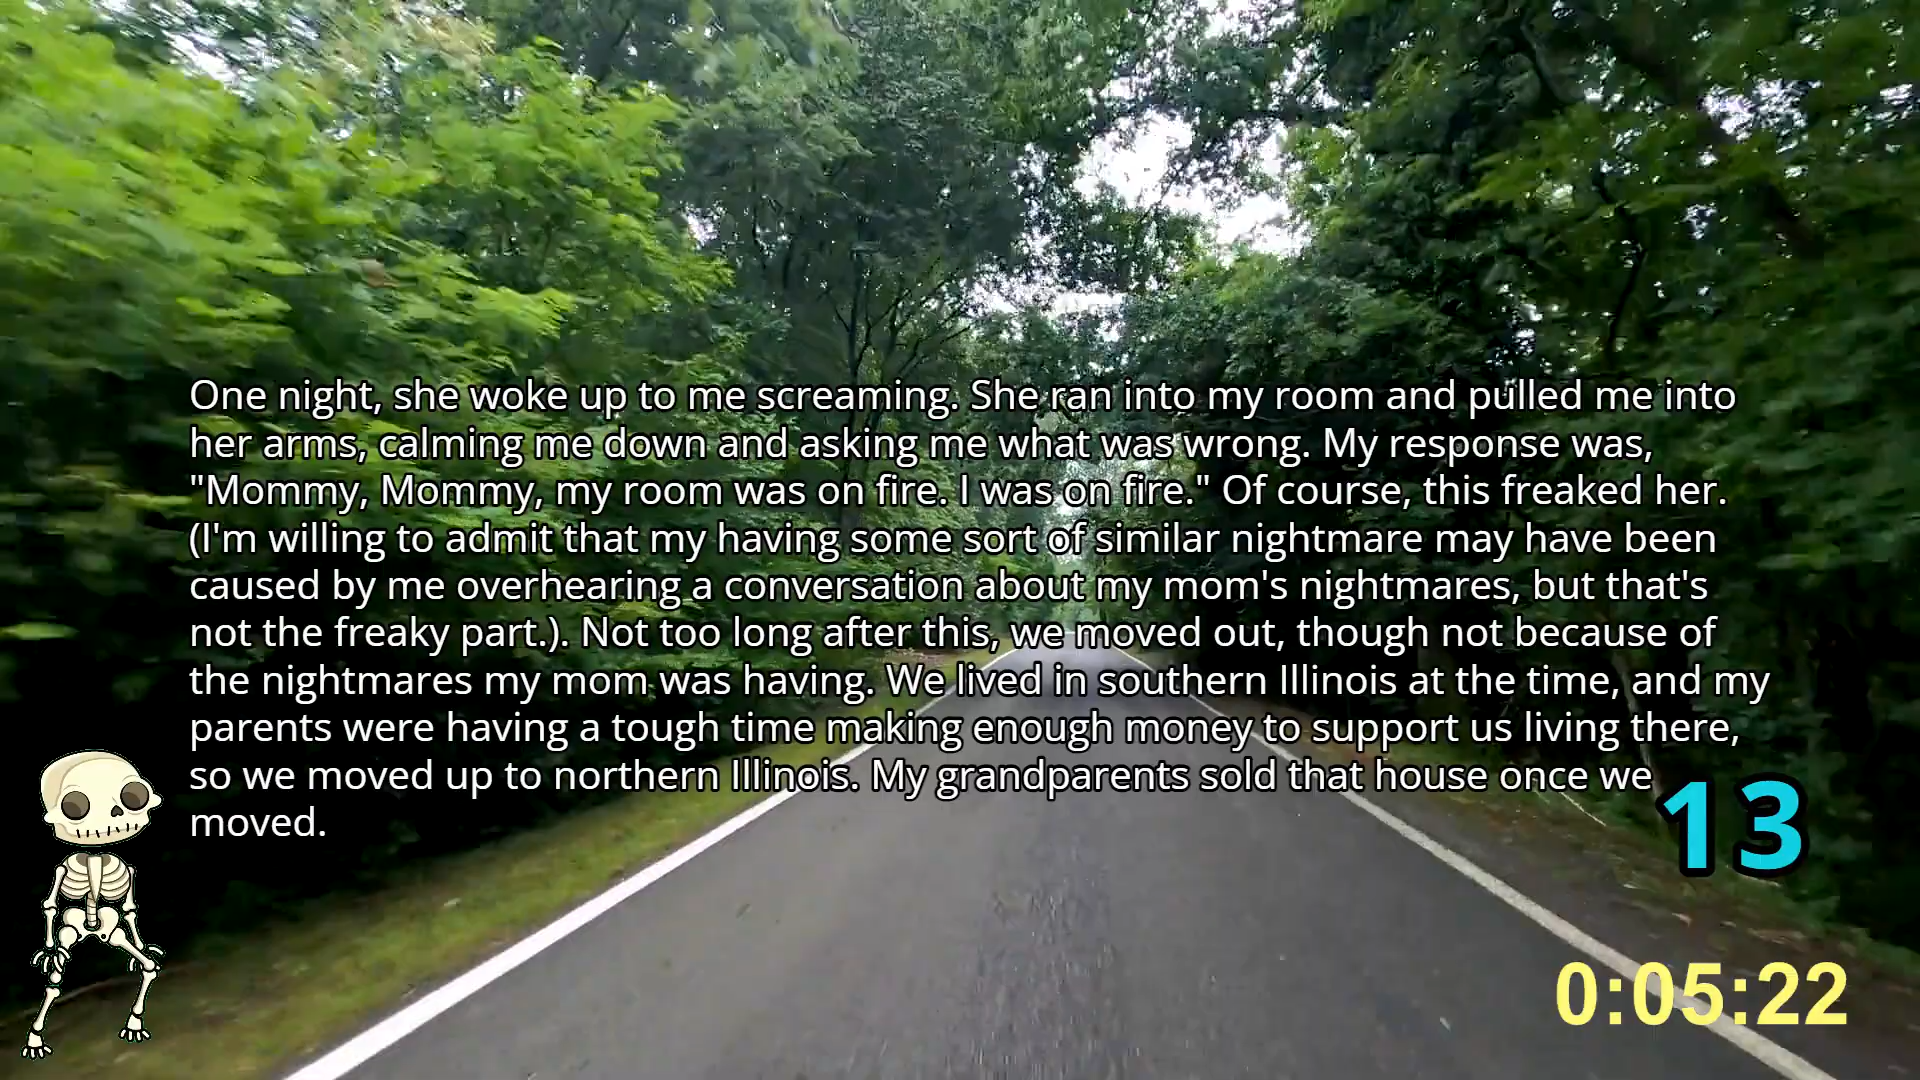 One night, she woke up to me screaming. She ran into my room and pulled me into
her arms, calming me down and asking me what was wrong. My response was,
"Mommy, Mommy, my room was on fire. I was on fire." Of course, this freaked her.
(I'm willing to admit that my having some sort of similar nightmare may have been
caused by me overhearing a conversation about my mom's nightmares, but that's
not the freaky part.). Not too long after this, we moved out, though not because of
the nightmares my mom was having. We lived in southern Illinois at the time, and my
parents were having a tough time making enough money to support us living there,
so we moved up to northern Illinois. My grandparents sold that house once we
moved.
13
0:05:22